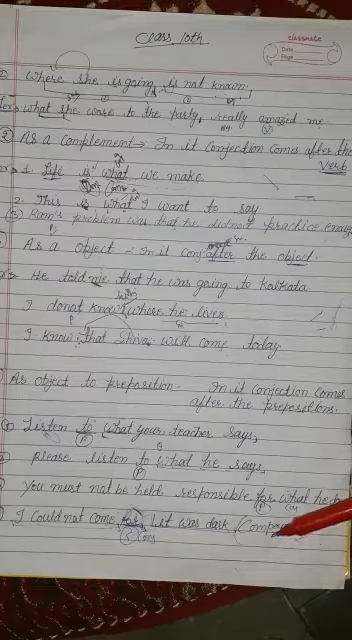 Class 10th
classmate
Date
Page
Where she is going is not known.
what she wore to the party, really amazed me
② As a complement → In it Conjection comes after the Verb
1. Life is what we make
2. This is what I want to say
Ram's problem was that he did not practice enough
As a object :- In it Conj after the object.
He told me that he was going to Kolkata
I donot know where he lives.
I know that Shiva will come today
As object to preposition - In it conjection comes
after the prepositions.
Listen to what your teacher says,
please listen to what he says,
You must not be held responsible for what he
I Could not come for it was dark